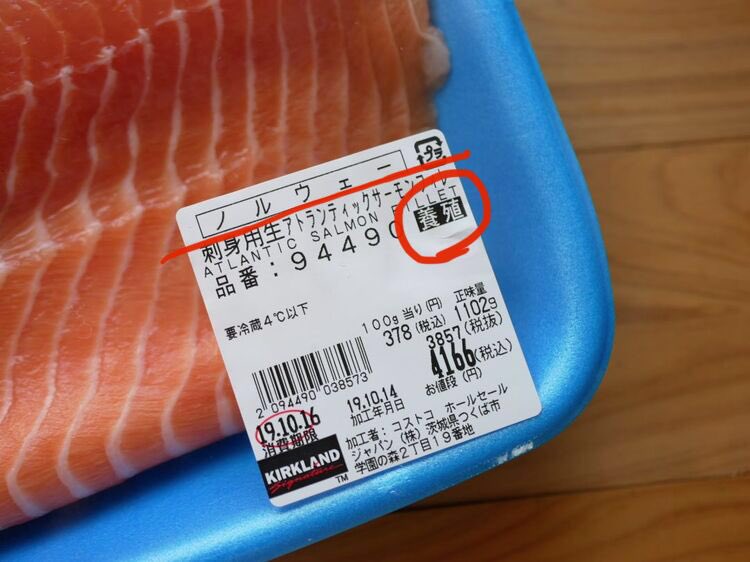 プラ
ノルウェー
刺身用生アトランティックサーモンフィレ
ATLANTIC SALMON FILLET
養殖
品番:94490
要冷蔵4℃以下
100g当り(円) 正味量
378(税込) 1102g
3857(税抜)
4166(税込)
お値段(円)
2 094490 038573
19.10.16
消費期限
19.10.14
加工年月日
加工者:コストコ ホールセール
ジャパン(株)茨城県つくば市
学園の森2丁目19番地
KIRKLAND
Signature
TM